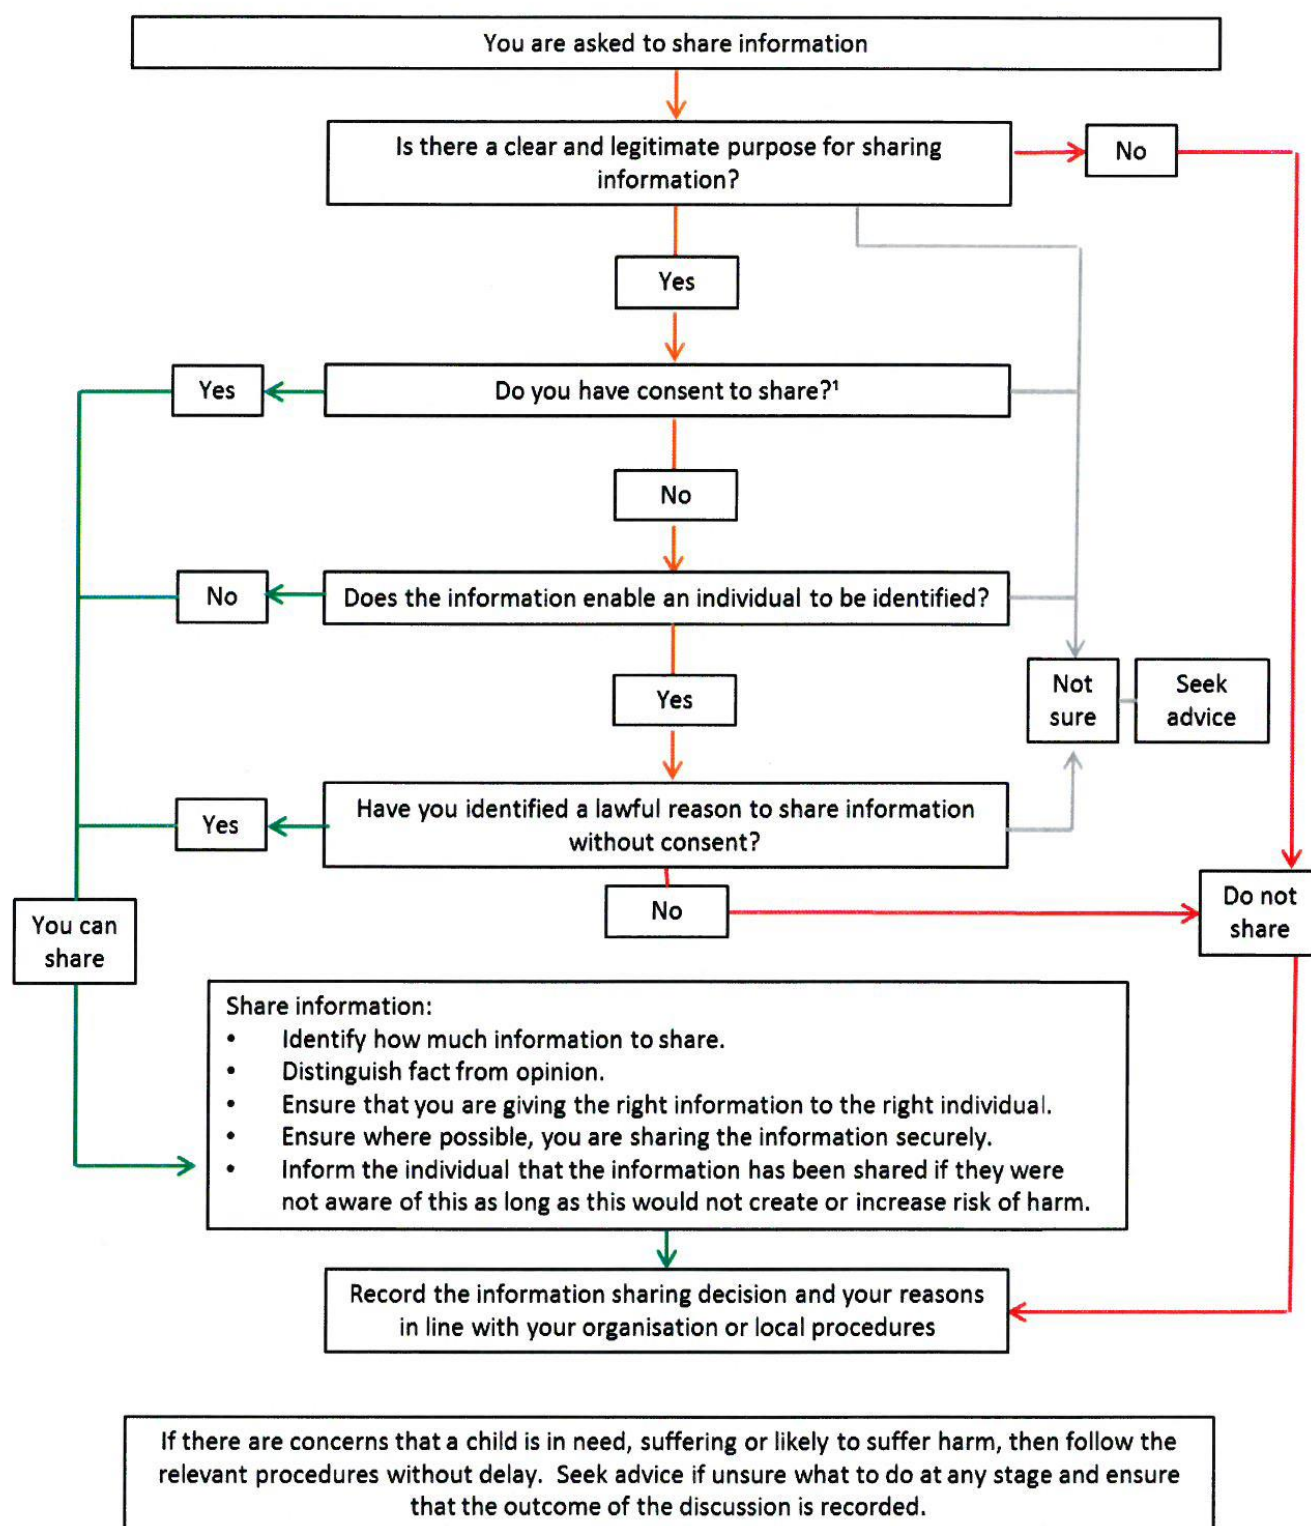 You are asked to share information
Is there a clear and legitimate purpose for sharing
information?
No
Yes
Yes
Do you have consent to share?¹
No
No
Does the information enable an individual to be identified?
Yes
Not
sure
Seek
advice
Yes
Have you identified a lawful reason to share information
without consent?
No
You can
share
Do not
share
Share information:
• Identify how much information to share.
• Distinguish fact from opinion.
• Ensure that you are giving the right information to the right individual.
• Ensure where possible, you are sharing the information securely.
• Inform the individual that the information has been shared if they were
not aware of this as long as this would not create or increase risk of harm.
Record the information sharing decision and your reasons
in line with your organisation or local procedures
If there are concerns that a child is in need, suffering or likely to suffer harm, then follow the
relevant procedures without delay. Seek advice if unsure what to do at any stage and ensure
that the outcome of the discussion is recorded.